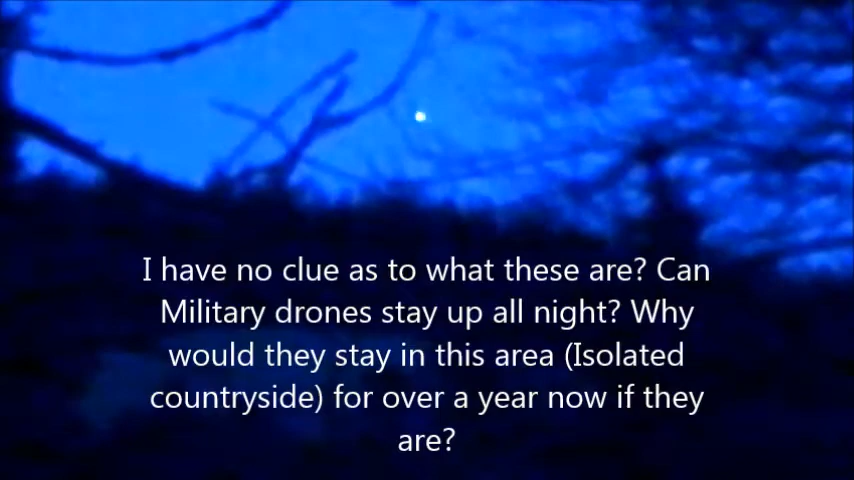 I have no clue as to what these are? Can
Military drones stay up all night? Why
would they stay in this area (Isolated
countryside) for over a year now if they
are?